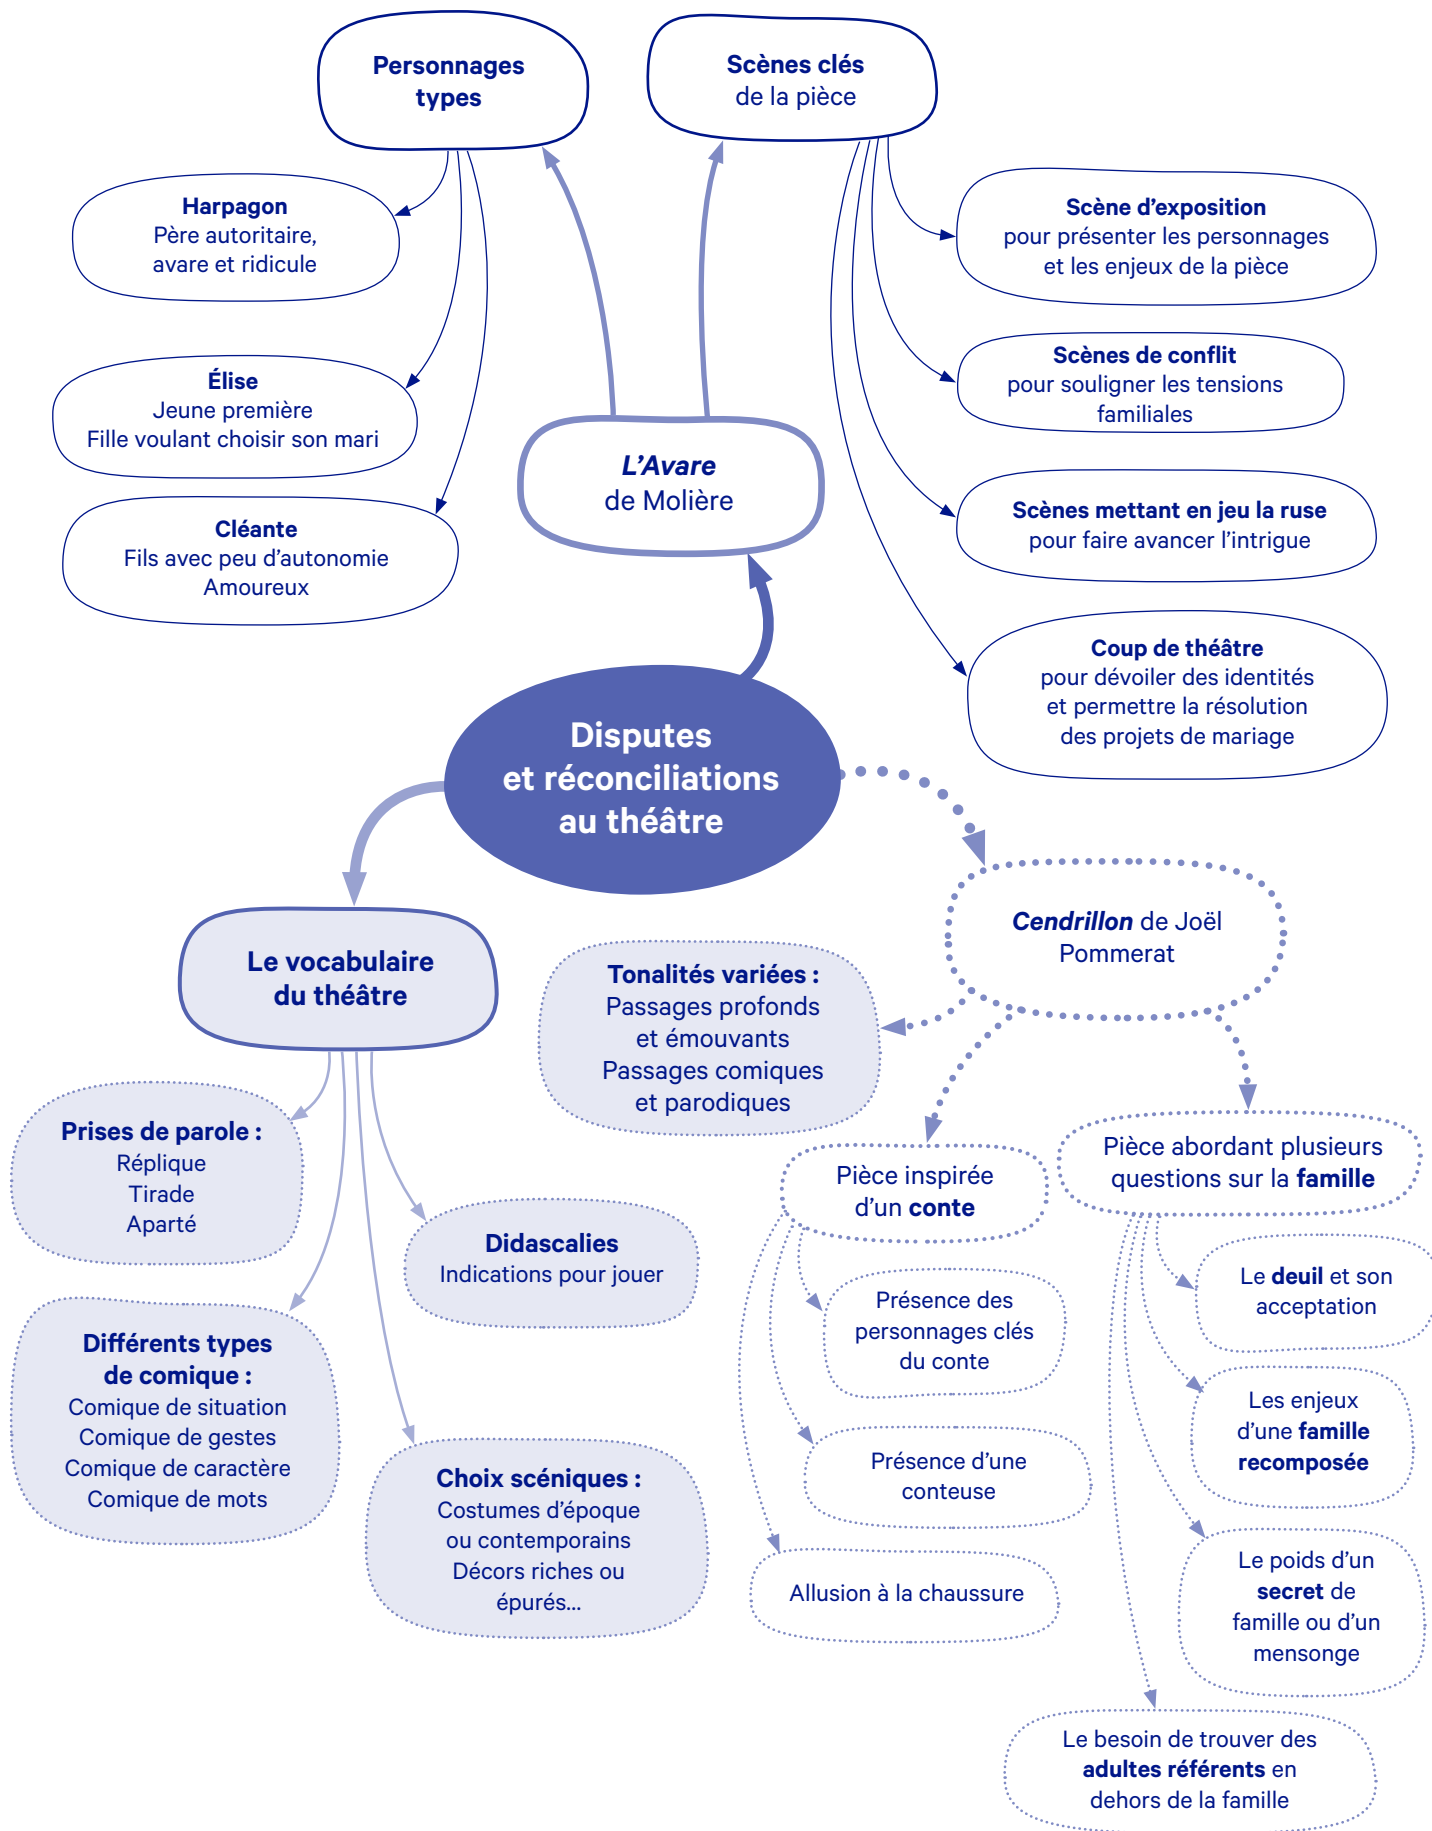 Personnages
types
Scènes clés
de la pièce
Harpagon
Père autoritaire,
avare et ridicule
Élise
Jeune première
Fille voulant choisir son mari
Cléante
Fils avec peu d'autonomie
Amoureux
Scène d'exposition
pour présenter les personnages
et les enjeux de la pièce
Scènes de conflit
pour souligner les tensions
familiales
Scènes mettant en jeu la ruse
pour faire avancer l'intrigue
Coup de théâtre
pour dévoiler des identités
et permettre la résolution
des projets de mariage
L'Avare
de Molière
Disputes
et réconciliations
au théâtre
Le vocabulaire
du théâtre
Prises de parole :
Réplique
Tirade
Aparté
Différents types
de comique :
Comique de situation
Comique de gestes
Comique de caractère
Comique de mots
Didascalies
Indications pour jouer
Choix scéniques :
Costumes d'époque
ou contemporains
Décors riches ou
épurés...
Cendrillon de Joël
Pommerat
Tonalités variées :
Passages profonds
et émouvants
Passages comiques
et parodiques
Pièce inspirée
d'un conte
Présence des
personnages clés
du conte
Présence d'une
conteuse
Allusion à la chaussure
Pièce abordant plusieurs
questions sur la famille
Le deuil et son
acceptation
Les enjeux
d'une famille
recomposée
Le poids d'un
secret de
famille ou d'un
mensonge
Le besoin de trouver des
adultes référents en
dehors de la famille